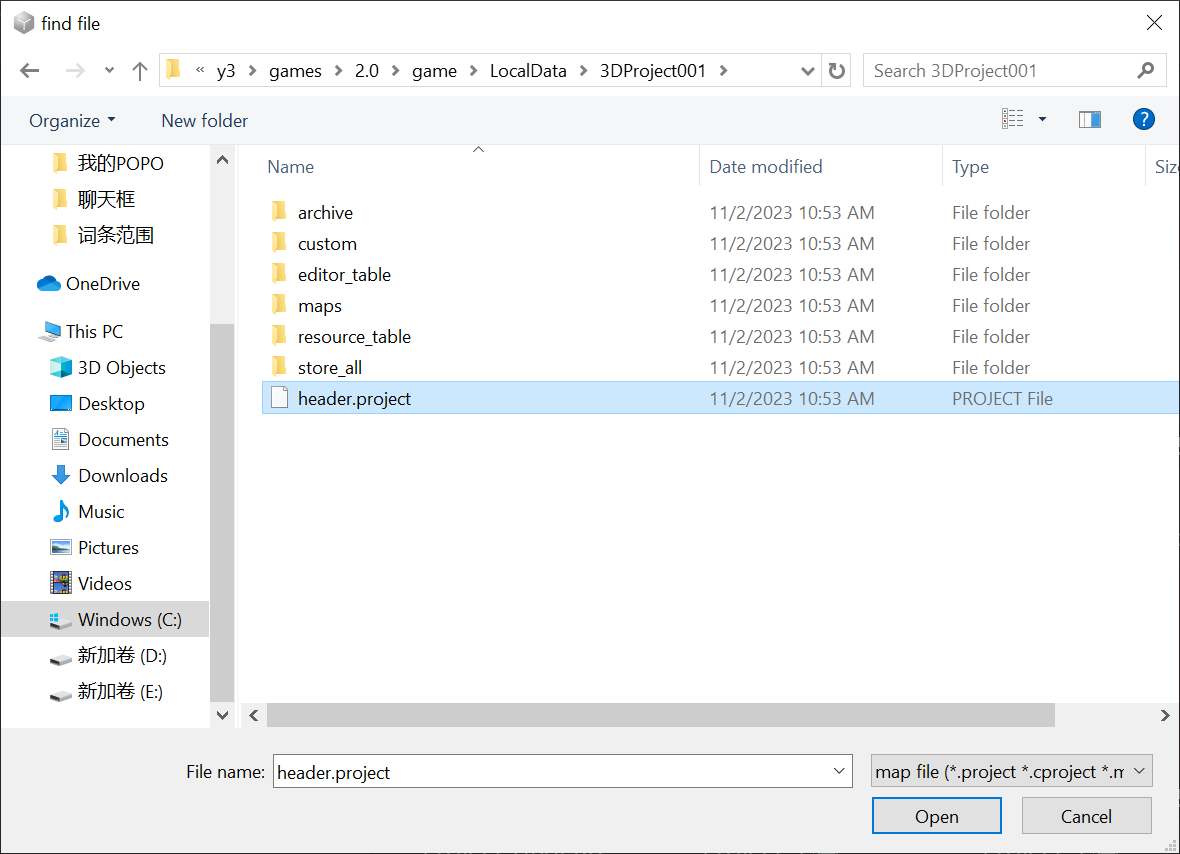 find file
« y3 > games > 2.0 > game > LocalData > 3DProject001 >
Search 3DProject001
Organize
New folder
?
我的POPO
聊天框
词条范围
OneDrive
This PC
3D Objects
Desktop
Documents
Downloads
Music
Pictures
Videos
Windows (C:)
新加卷 (D:)
新加卷 (E:)
Name Date modified Type Siz
archive 11/2/2023 10:53 AM File folder
custom 11/2/2023 10:53 AM File folder
editor_table 11/2/2023 10:53 AM File folder
maps 11/2/2023 10:53 AM File folder
resource_table 11/2/2023 10:53 AM File folder
store_all 11/2/2023 10:53 AM File folder
header.project 11/2/2023 10:53 AM PROJECT File
File name: header.project map file (*.project *.cproject *.m
Open Cancel